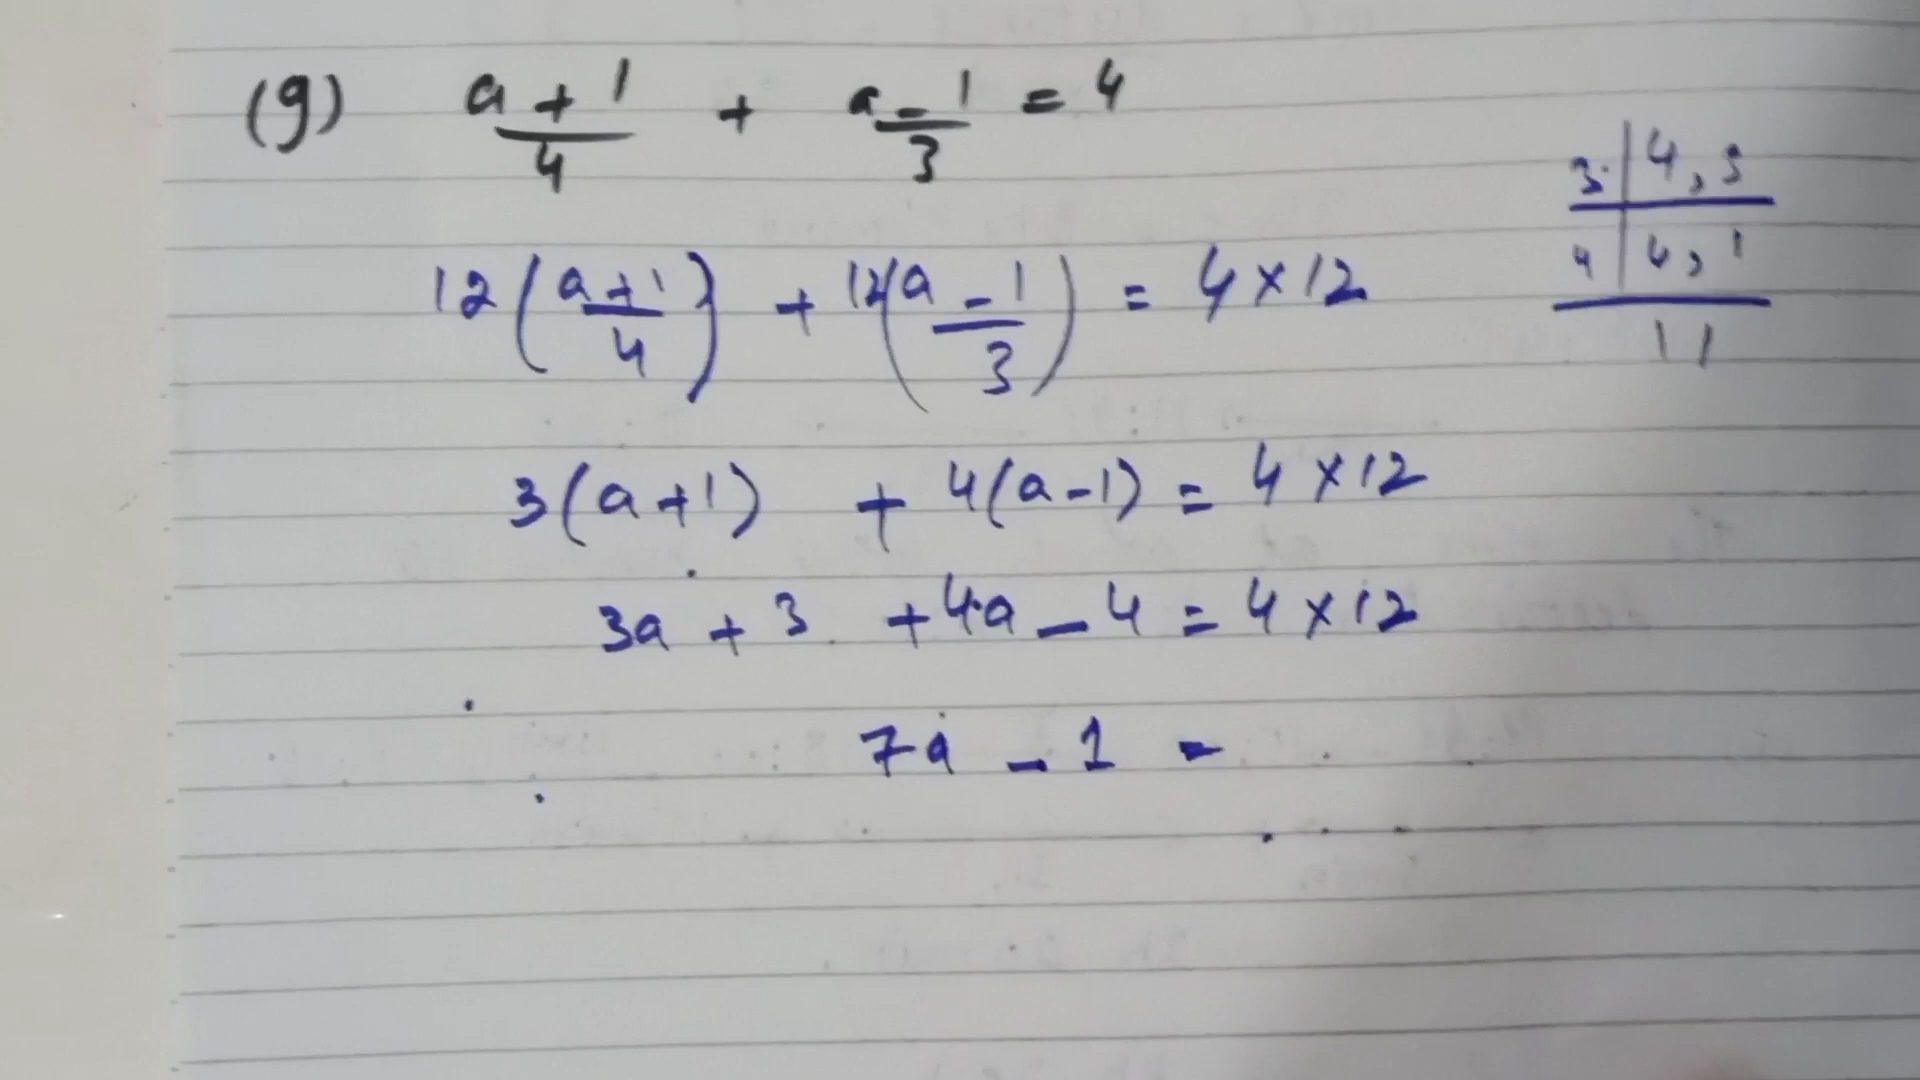 (g) a+1/4 + a-1/3 = 4
3 | 4, 3
4 | 4, 1
1 1
12(a+1/4) + 12(a-1/3) = 4×12
3(a+1) + 4(a-1) = 4×12
3a + 3 + 4a - 4 = 4×12
7a - 1 =